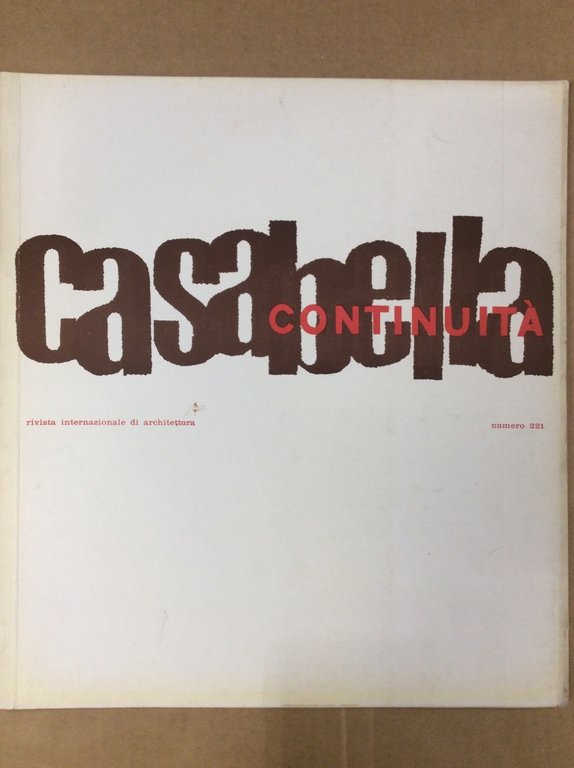 casabella
CONTINUITÀ
rivista internazionale di architettura
numero 221